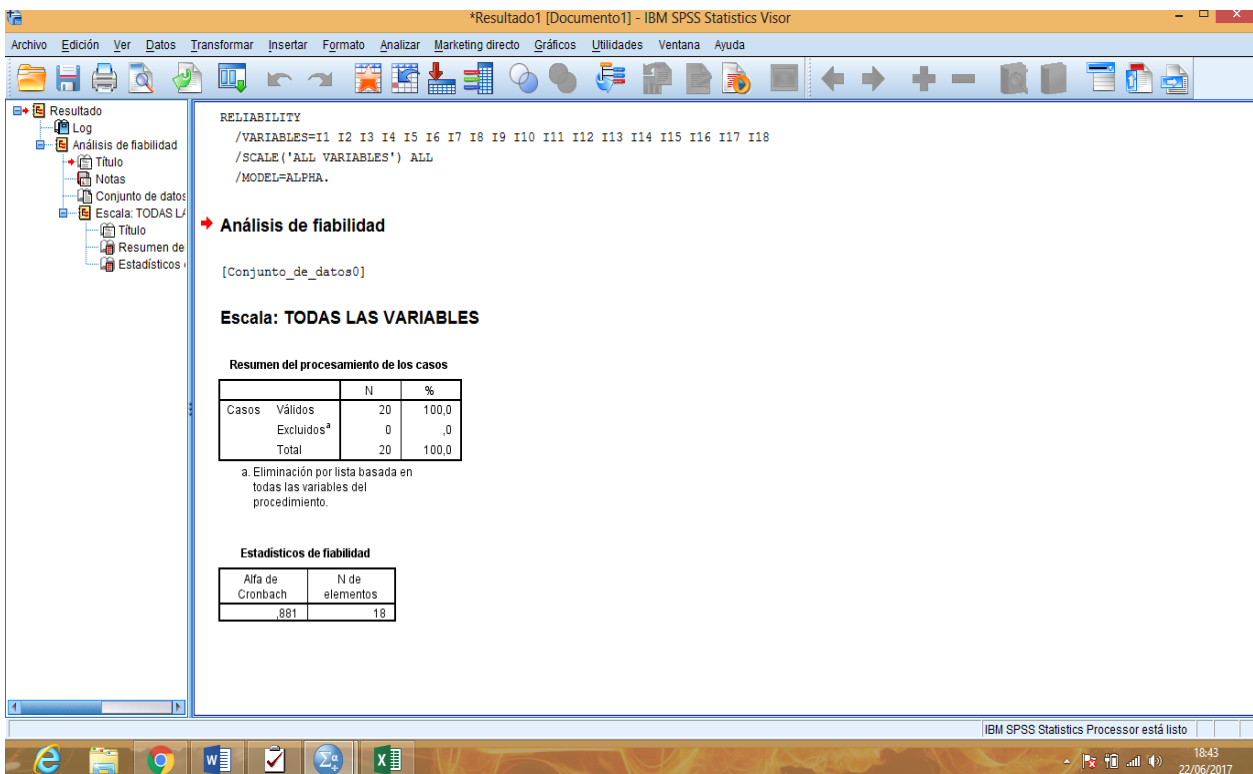 *Resultado1 [Documento1] - IBM SPSS Statistics Visor
Archivo Edición Ver Datos Transformar Insertar Formato Analizar Marketing directo Gráficos Utilidades Ventana Ayuda
Resultado
Log
Análisis de fiabilidad
Título
Notas
Conjunto de datos
Escala: TODAS LA
Título
Resumen de
Estadísticos
RELIABILITY
/VARIABLES=I1 I2 I3 I4 I5 I6 I7 I8 I9 I10 I11 I12 I13 I14 I15 I16 I17 I18
/SCALE('ALL VARIABLES') ALL
/MODEL=ALPHA.
Análisis de fiabilidad
[Conjunto_de_datos0]
Escala: TODAS LAS VARIABLES
Resumen del procesamiento de los casos
N %
Casos Válidos 20 100,0
Excluidosª 0 ,0
Total 20 100,0
a. Eliminación por lista basada en
todas las variables del
procedimiento.
Estadísticos de fiabilidad
Alfa de N de
Cronbach elementos
,881 18
IBM SPSS Statistics Processor está listo
18:43
22/06/2017